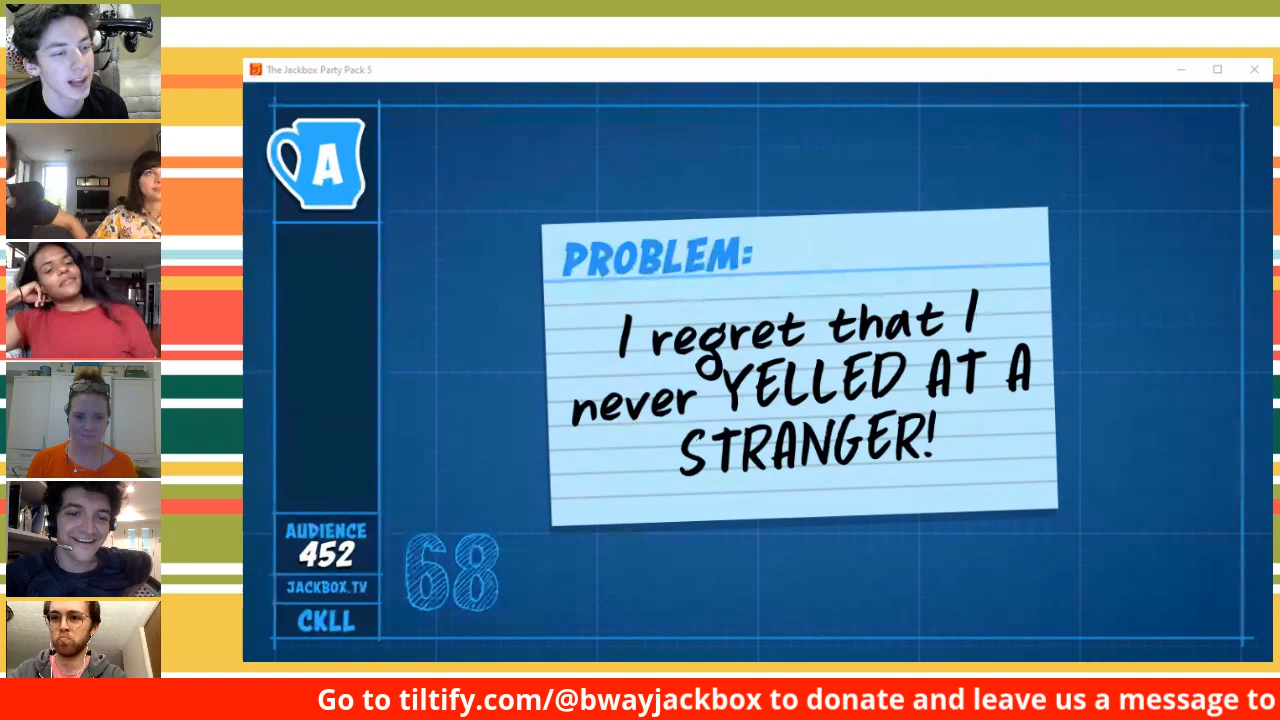 The Jackbox Party Pack 5
A
PROBLEM:
I regret that I
never YELLED AT A
STRANGER!
AUDIENCE
452
JACKBOX.TV
CKLL
68
Go to tiltify.com/@bwayjackbox to donate and leave us a message to